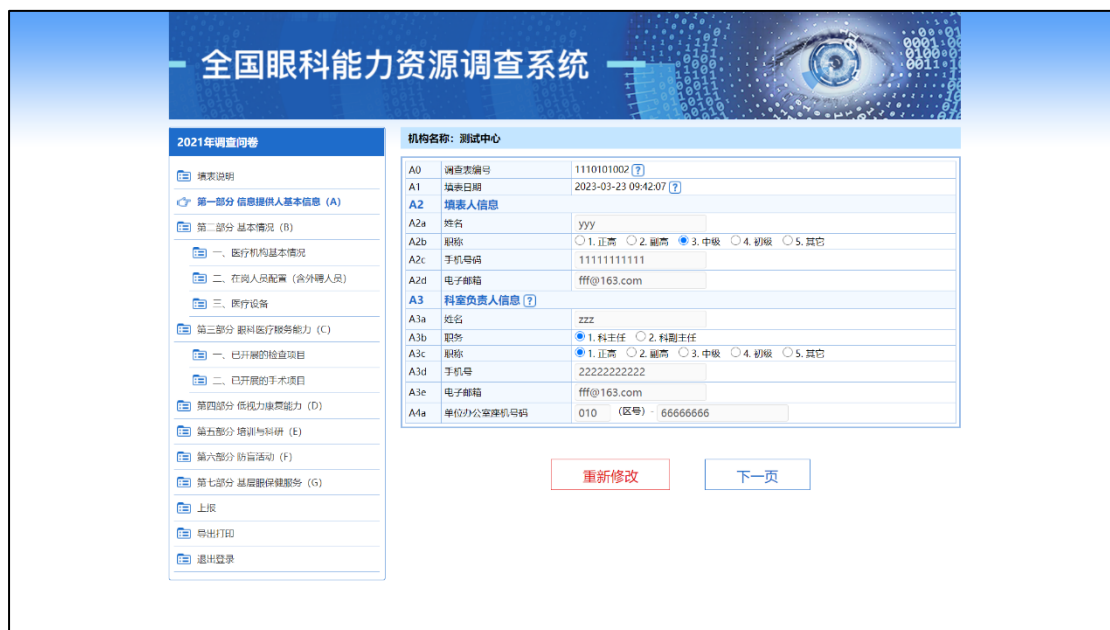 全国眼科能力资源调查系统
2021年调查问卷
填表说明
第一部分 信息提供人基本信息（A）
第二部分 基本情况（B）
一、医疗机构基本情况
二、在岗人员配置（含外聘人员）
三、医疗设备
第三部分 眼科医疗服务能力（C）
一、已开展的检查项目
二、已开展的手术项目
第四部分 低视力康复能力（D）
第五部分 培训与科研（E）
第六部分 防盲活动（F）
第七部分 基层眼保健服务（G）
上报
导出打印
退出登录
机构名称：测试中心
A0 调查表编号 1110101002 ?
A1 填表日期 2023-03-23 09:42:07 ?
A2 填表人信息
A2a 姓名 yyy
A2b 职称 1. 正高 2. 副高 3. 中级 4. 初级 5. 其它
A2c 手机号码 11111111111
A2d 电子邮箱 fff@163.com
A3 科室负责人信息 ?
A3a 姓名 zzz
A3b 职务 1. 科主任 2. 科副主任
A3c 职称 1. 正高 2. 副高 3. 中级 4. 初级 5. 其它
A3d 手机号 22222222222
A3e 电子邮箱 fff@163.com
A4a 单位办公室座机号码 010 （区号）- 66666666
重新修改 下一页